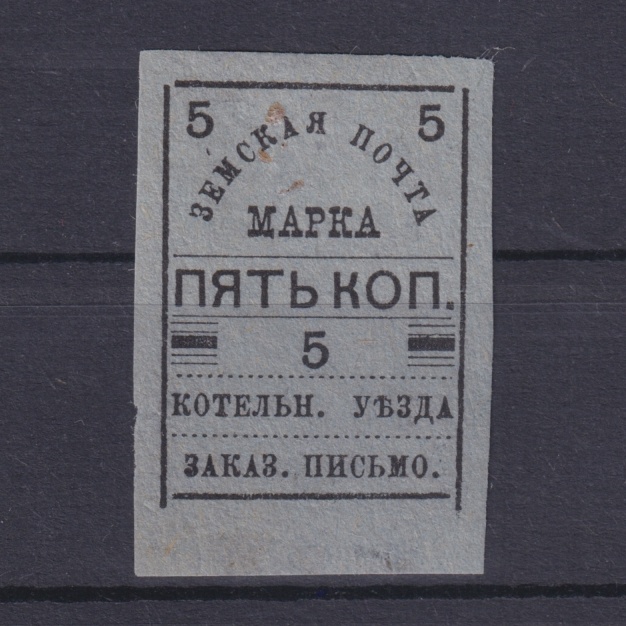 5 5
ЗЕМСКАЯ ПОЧТА
МАРКА
ПЯТЬ КОП.
5
КОТЕЛЬН. УѢЗДА
ЗАКАЗ. ПИСЬМО.